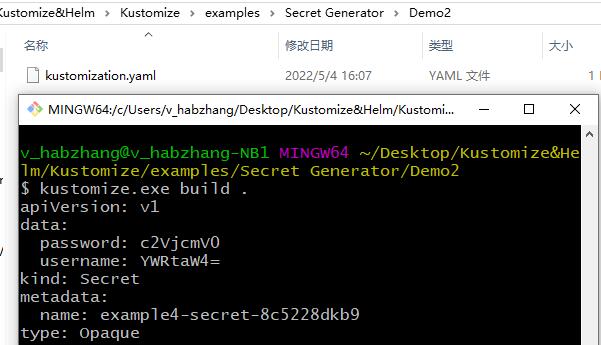 Kustomize&Helm > Kustomize > examples > Secret Generator > Demo2
名称 修改日期 类型 大小
kustomization.yaml 2022/5/4 16:07 YAML 文件 1
MINGW64:/c/Users/v_habzhang/Desktop/Kustomize&Helm/Kustomi...
v_habzhang@v_habzhang-NB1 MINGW64 ~/Desktop/Kustomize&He
lm/Kustomize/examples/Secret Generator/Demo2
$ kustomize.exe build .
apiVersion: v1
data:
password: c2VjcmV0
username: YWRtaW4=
kind: Secret
metadata:
name: example4-secret-8c5228dkb9
type: Opaque